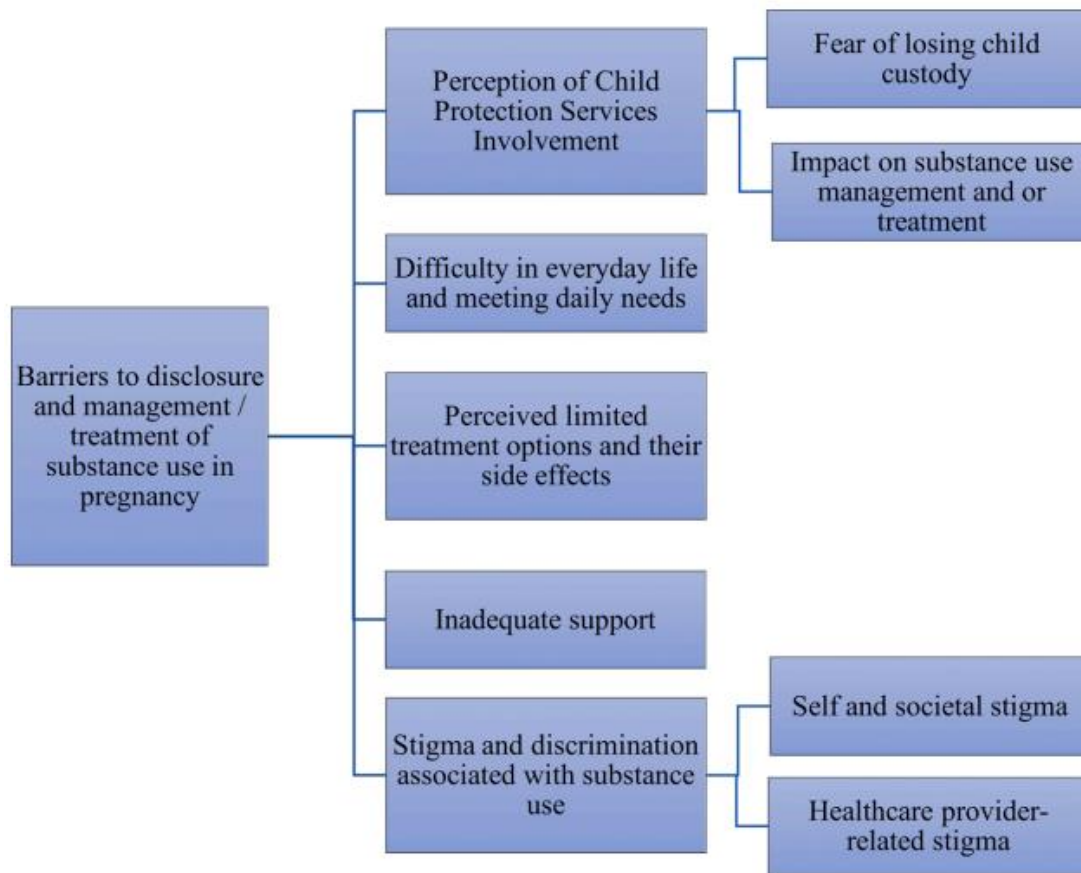 Barriers to disclosure
and management /
treatment of
substance use in
pregnancy
Perception of Child
Protection Services
Involvement
Fear of losing child
custody
Impact on substance use
management and or
treatment
Difficulty in everyday life
and meeting daily needs
Perceived limited
treatment options and their
side effects
Inadequate support
Stigma and discrimination
associated with substance
use
Self and societal stigma
Healthcare provider-
related stigma